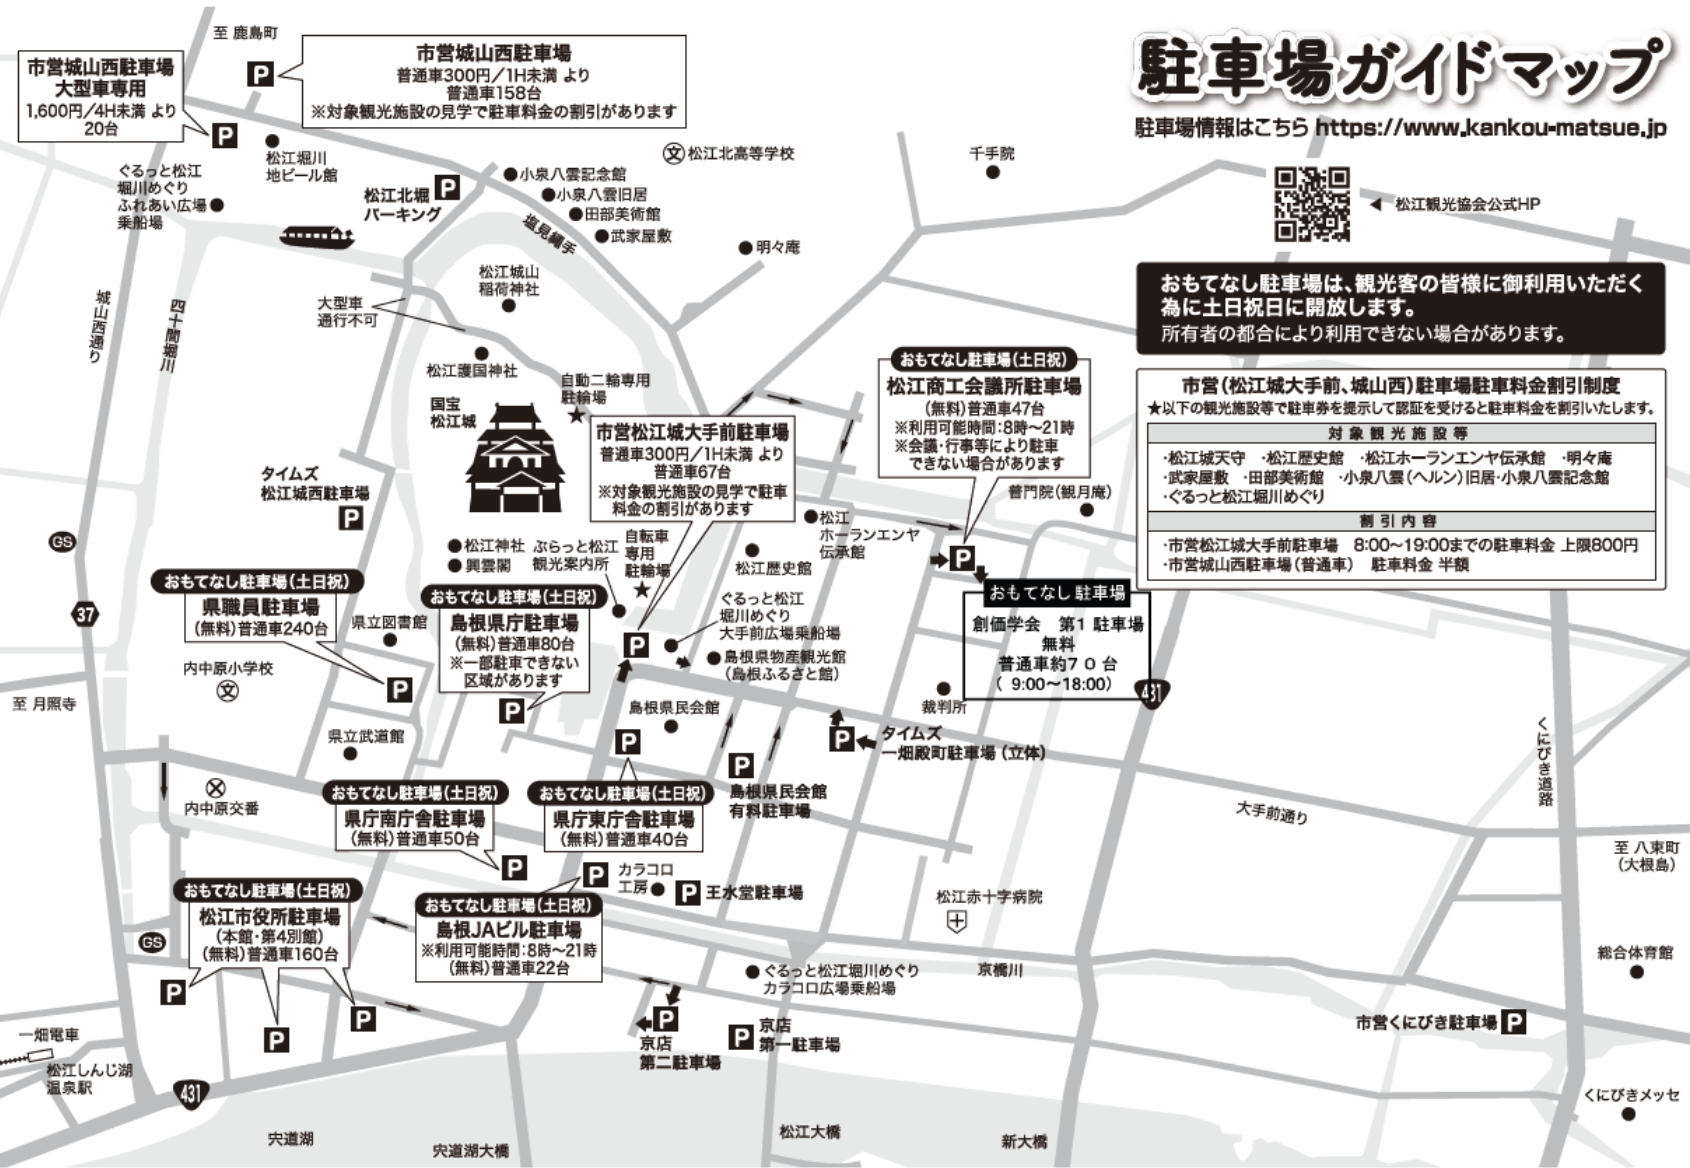 駐車場ガイドマップ
駐車場情報はこちら https://www.kankou-matsue.jp
◀ 松江観光協会公式HP
おもてなし駐車場は、観光客の皆様に御利用いただく
為に土日祝日に開放します。
所有者の都合により利用できない場合があります。
市営(松江城大手前、城山西)駐車場駐車料金割引制度
★以下の観光施設等で駐車券を提示して認証を受けると駐車料金を割引いたします。
対象観光施設等
・松江城天守 ・松江歴史館 ・松江ホーランエンヤ伝承館 ・明々庵
・武家屋敷 ・田部美術館 ・小泉八雲(ヘルン)旧居・小泉八雲記念館
・ぐるっと松江堀川めぐり
割引内容
・市営松江城大手前駐車場 8:00～19:00までの駐車料金 上限800円
・市営城山西駐車場(普通車) 駐車料金 半額
至 鹿島町
市営城山西駐車場
大型車専用
1,600円/4H未満 より
20台
P
市営城山西駐車場
普通車300円/1H未満 より
普通車158台
※対象観光施設の見学で駐車料金の割引があります
P
松江堀川
地ビール館
ぐるっと松江
堀川めぐり
ふれあい広場
乗船場
松江北堀
パーキング
P
小泉八雲記念館
小泉八雲旧居
田部美術館
武家屋敷
塩見縄手
文 松江北高等学校
千手院
明々庵
城山西通り
四十間堀川
大型車
通行不可
松江城山
稲荷神社
松江護国神社
自動二輪専用
駐輪場
★
国宝
松江城
市営松江城大手前駐車場
普通車300円/1H未満 より
普通車67台
※対象観光施設の見学で駐車
料金の割引があります
おもてなし駐車場(土日祝)
松江商工会議所駐車場
(無料)普通車47台
※利用可能時間:8時～21時
※会議・行事等により駐車
できない場合があります
普門院(観月庵)
P
タイムズ
松江城西駐車場
P
GS
松江神社
興雲閣
ぷらっと松江
観光案内所
自転車
専用
駐輪場
★
松江
ホーランエンヤ
伝承館
松江歴史館
おもてなし 駐車場
創価学会 第1 駐車場
無料
普通車約70台
( 9:00～18:00)
おもてなし駐車場(土日祝)
県職員駐車場
(無料)普通車240台
P
県立図書館
おもてなし駐車場(土日祝)
島根県庁駐車場
(無料)普通車80台
※一部駐車できない
区域があります
P
P
ぐるっと松江
堀川めぐり
大手前広場乗船場
島根県物産観光館
(島根ふるさと館)
37
内中原小学校
文
至 月照寺
県立武道館
島根県民会館
裁判所
431
P
タイムズ
一畑殿町駐車場(立体)
くにびき道路
内中原交番
おもてなし駐車場(土日祝)
県庁南庁舎駐車場
(無料)普通車50台
P
P
おもてなし駐車場(土日祝)
県庁東庁舎駐車場
(無料)普通車40台
P
島根県民会館
有料駐車場
大手前通り
至 八束町
(大根島)
おもてなし駐車場(土日祝)
松江市役所駐車場
(本館・第4別館)
(無料)普通車160台
P
P
P
GS
P
おもてなし駐車場(土日祝)
島根JAビル駐車場
※利用可能時間:8時～21時
(無料)普通車22台
カラコロ
工房
P 玉水堂駐車場
松江赤十字病院
総合体育館
ぐるっと松江堀川めぐり
カラコロ広場乗船場
京橋川
市営くにびき駐車場 P
一畑電車
松江しんじ湖
温泉駅
P
京店
第二駐車場
P
京店
第一駐車場
431
くにびきメッセ
宍道湖
宍道湖大橋
松江大橋
新大橋